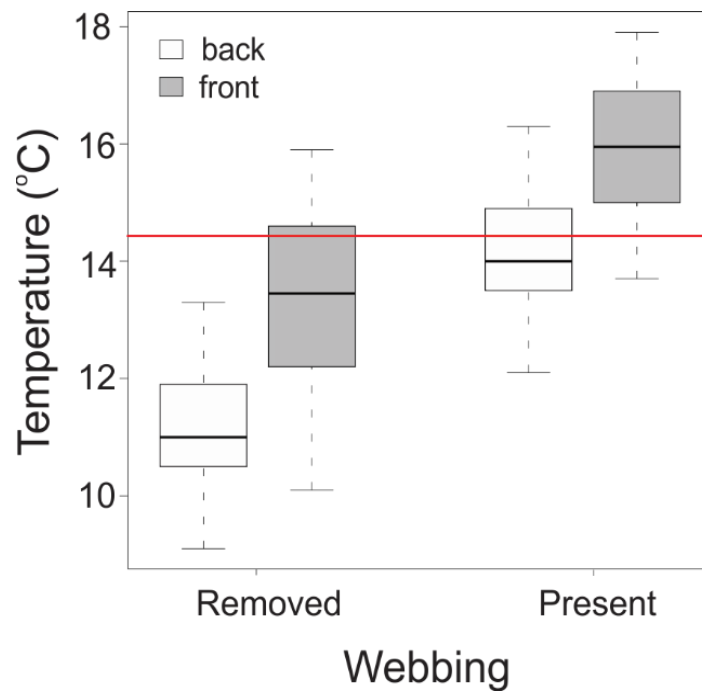 18
16
14
12
10
Temperature (°C)
back
front
Removed Present
Webbing